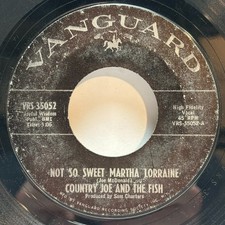 VANGUARD
VRS 35052
High Fidelity
Vocal
45 RPM
VRS-35052-A
NOT SO SWEET MARTHA LORRAINE
(Joe McDonald)
COUNTRY JOE AND THE FISH
Produced by Sam Charters